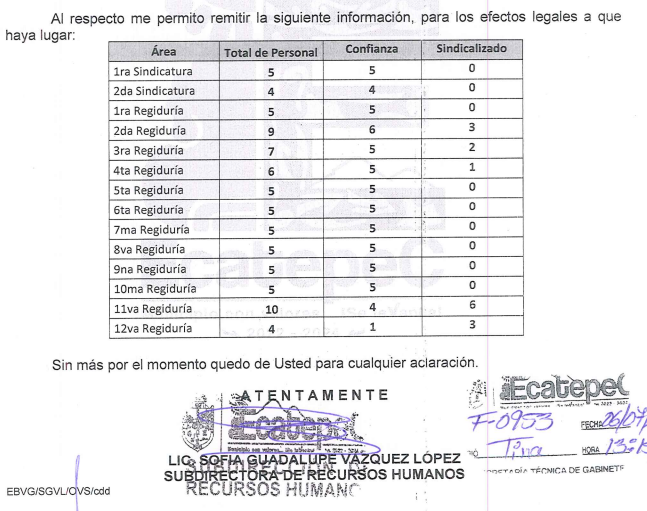 Al respecto me permito remitir la siguiente información, para los efectos legales a que
haya lugar:
Área Total de Personal Confianza Sindicalizado
1ra Sindicatura 5 5 0
2da Sindicatura 4 4 0
1ra Regiduría 5 5 0
2da Regiduría 9 6 3
3ra Regiduría 7 5 2
4ta Regiduría 6 5 1
5ta Regiduría 5 5 0
6ta Regiduría 5 5 0
7ma Regiduría 5 5 0
8va Regiduría 5 5 0
9na Regiduría 5 5 0
10ma Regiduría 5 5 0
11va Regiduría 10 4 6
12va Regiduría 4 1 3
Ecatepec
Sin más por el momento quedo de Usted para cualquier aclaración.
ATENTAMENTE
Ecatepec
LIC. SOFIA GUADALUPE VÁZQUEZ LÓPEZ
SUBDIRECTORA DE RECURSOS HUMANOS
SUBDIRECCIÓN
RECURSOS HUMANO
EBVG/SGVL/OVS/cdd
Ecatepec
F-0953 FECHA 26/07/
Tina HORA 13:
TÉCNICA DE GABINETE